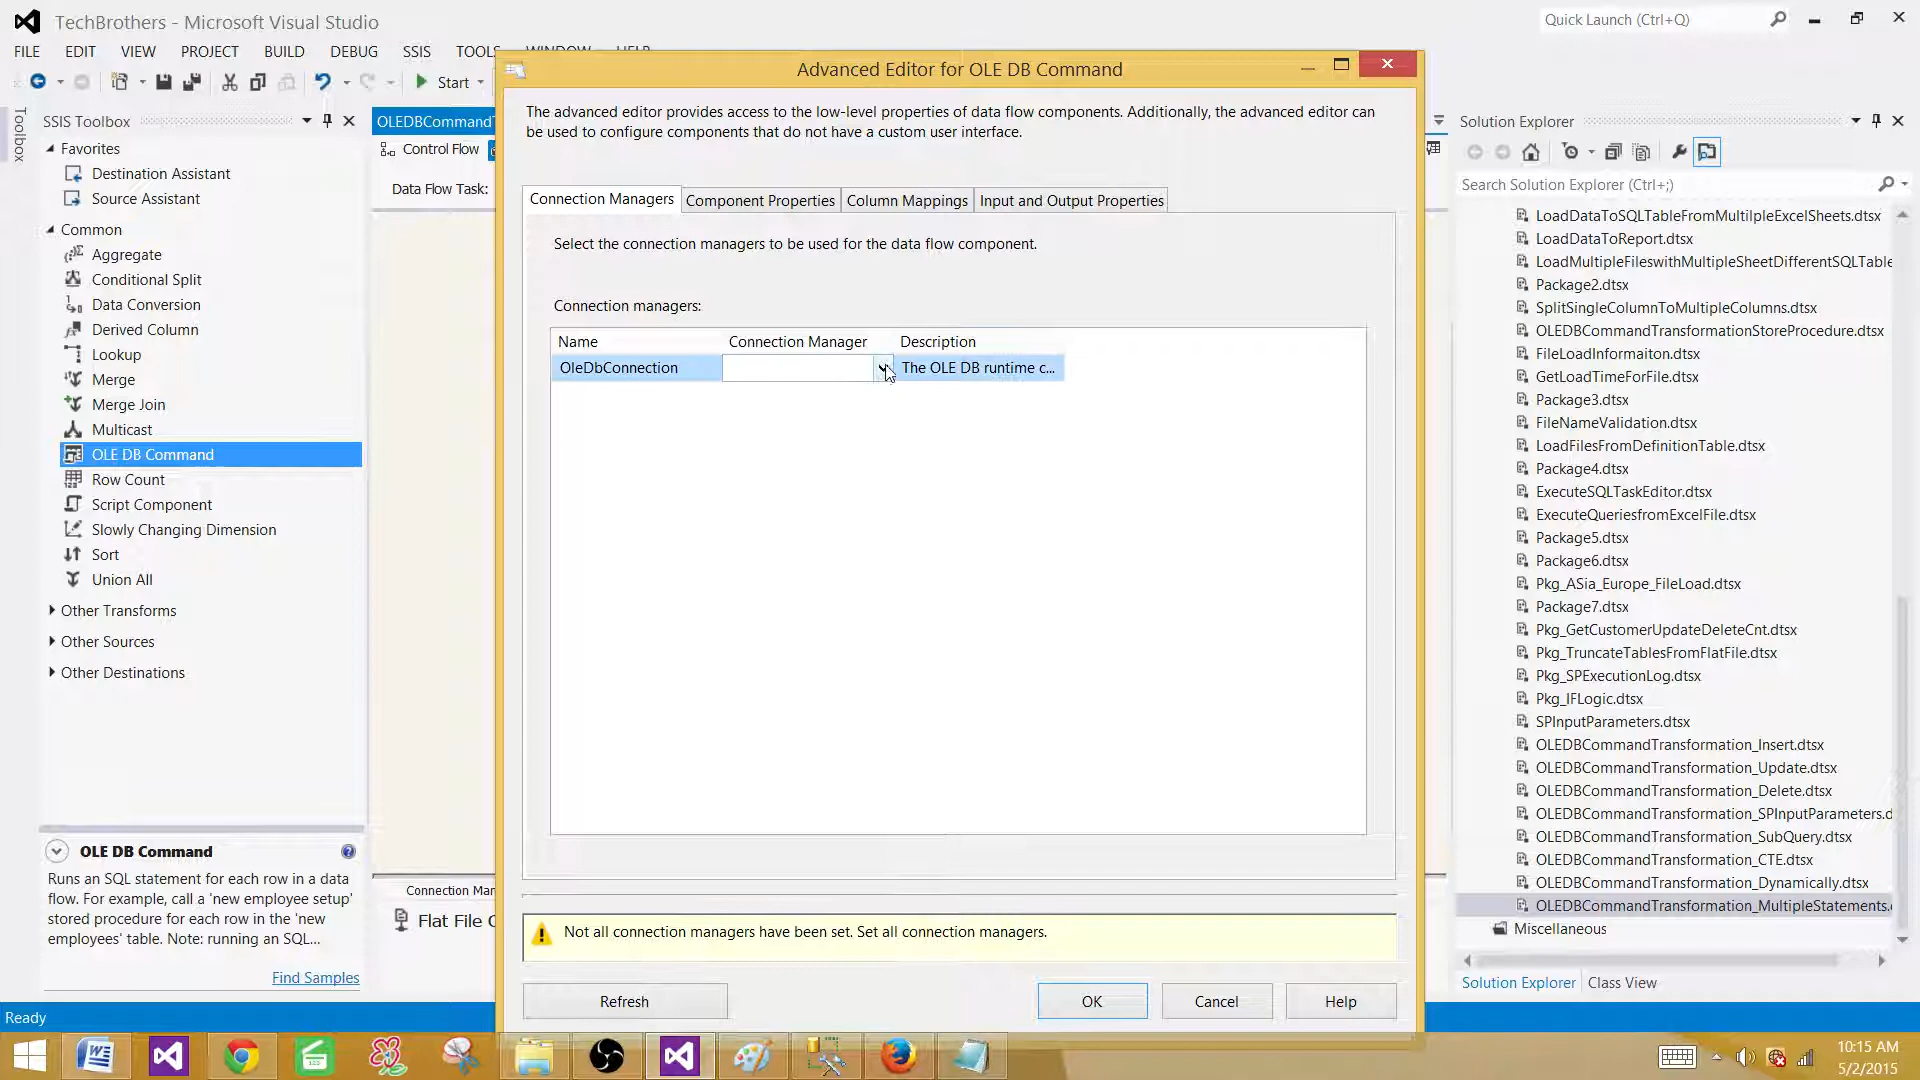 TechBrothers - Microsoft Visual Studio
Quick Launch (Ctrl+Q)
FILE EDIT VIEW PROJECT BUILD DEBUG SSIS TOOLS WINDOW HELP
Start
Toolbox
SSIS Toolbox
Favorites
Destination Assistant
Source Assistant
Common
Aggregate
Conditional Split
Data Conversion
Derived Column
Lookup
Merge
Merge Join
Multicast
OLE DB Command
Row Count
Script Component
Slowly Changing Dimension
Sort
Union All
Other Transforms
Other Sources
Other Destinations
OLE DB Command
Runs an SQL statement for each row in a data
flow. For example, call a 'new employee setup'
stored procedure for each row in the 'new
employees' table. Note: running an SQL...
Find Samples
OLEDBCommandT
Control Flow
Data Flow Task:
Connection Mar
Flat File C
Advanced Editor for OLE DB Command
The advanced editor provides access to the low-level properties of data flow components. Additionally, the advanced editor can
be used to configure components that do not have a custom user interface.
Connection Managers Component Properties Column Mappings Input and Output Properties
Select the connection managers to be used for the data flow component.
Connection managers:
Name Connection Manager Description
OleDbConnection The OLE DB runtime c...
Not all connection managers have been set. Set all connection managers.
Refresh OK Cancel Help
Solution Explorer
Search Solution Explorer (Ctrl+;)
LoadDataToSQLTableFromMultilpleExcelSheets.dtsx
LoadDataToReport.dtsx
LoadMultipleFileswithMultipleSheetDifferentSQLTable
Package2.dtsx
SplitSingleColumnToMultipleColumns.dtsx
OLEDBCommandTransformationStoreProcedure.dtsx
FileLoadInformaiton.dtsx
GetLoadTimeForFile.dtsx
Package3.dtsx
FileNameValidation.dtsx
LoadFilesFromDefinitionTable.dtsx
Package4.dtsx
ExecuteSQLTaskEditor.dtsx
ExecuteQueriesfromExcelFile.dtsx
Package5.dtsx
Package6.dtsx
Pkg_ASia_Europe_FileLoad.dtsx
Package7.dtsx
Pkg_GetCustomerUpdateDeleteCnt.dtsx
Pkg_TruncateTablesFromFlatFile.dtsx
Pkg_SPExecutionLog.dtsx
Pkg_IFLogic.dtsx
SPInputParameters.dtsx
OLEDBCommandTransformation_Insert.dtsx
OLEDBCommandTransformation_Update.dtsx
OLEDBCommandTransformation_Delete.dtsx
OLEDBCommandTransformation_SPInputParameters.d
OLEDBCommandTransformation_SubQuery.dtsx
OLEDBCommandTransformation_CTE.dtsx
OLEDBCommandTransformation_Dynamically.dtsx
OLEDBCommandTransformation_MultipleStatements.
Miscellaneous
Solution Explorer Class View
Ready
10:15 AM
5/2/2015